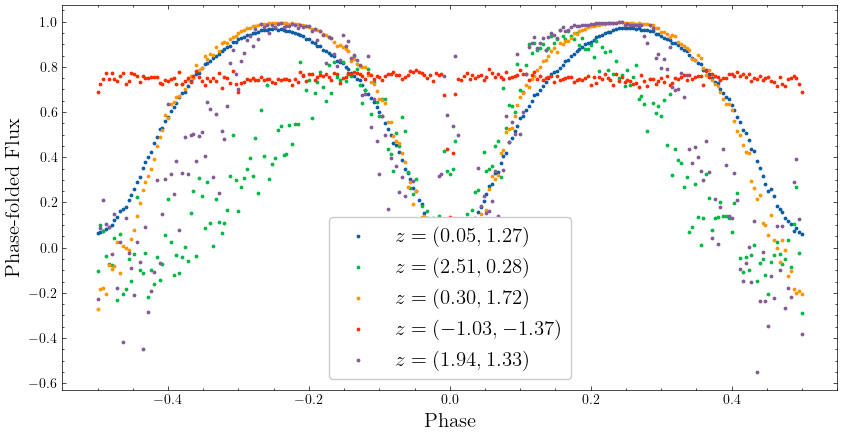 1.0
0.8
0.6
0.4
0.2
0.0
−0.2
−0.4
−0.6
Phase-folded Flux
z = (0.05, 1.27)
z = (2.51, 0.28)
z = (0.30, 1.72)
z = (−1.03, −1.37)
z = (1.94, 1.33)
−0.4 −0.2 0.0 0.2 0.4
Phase